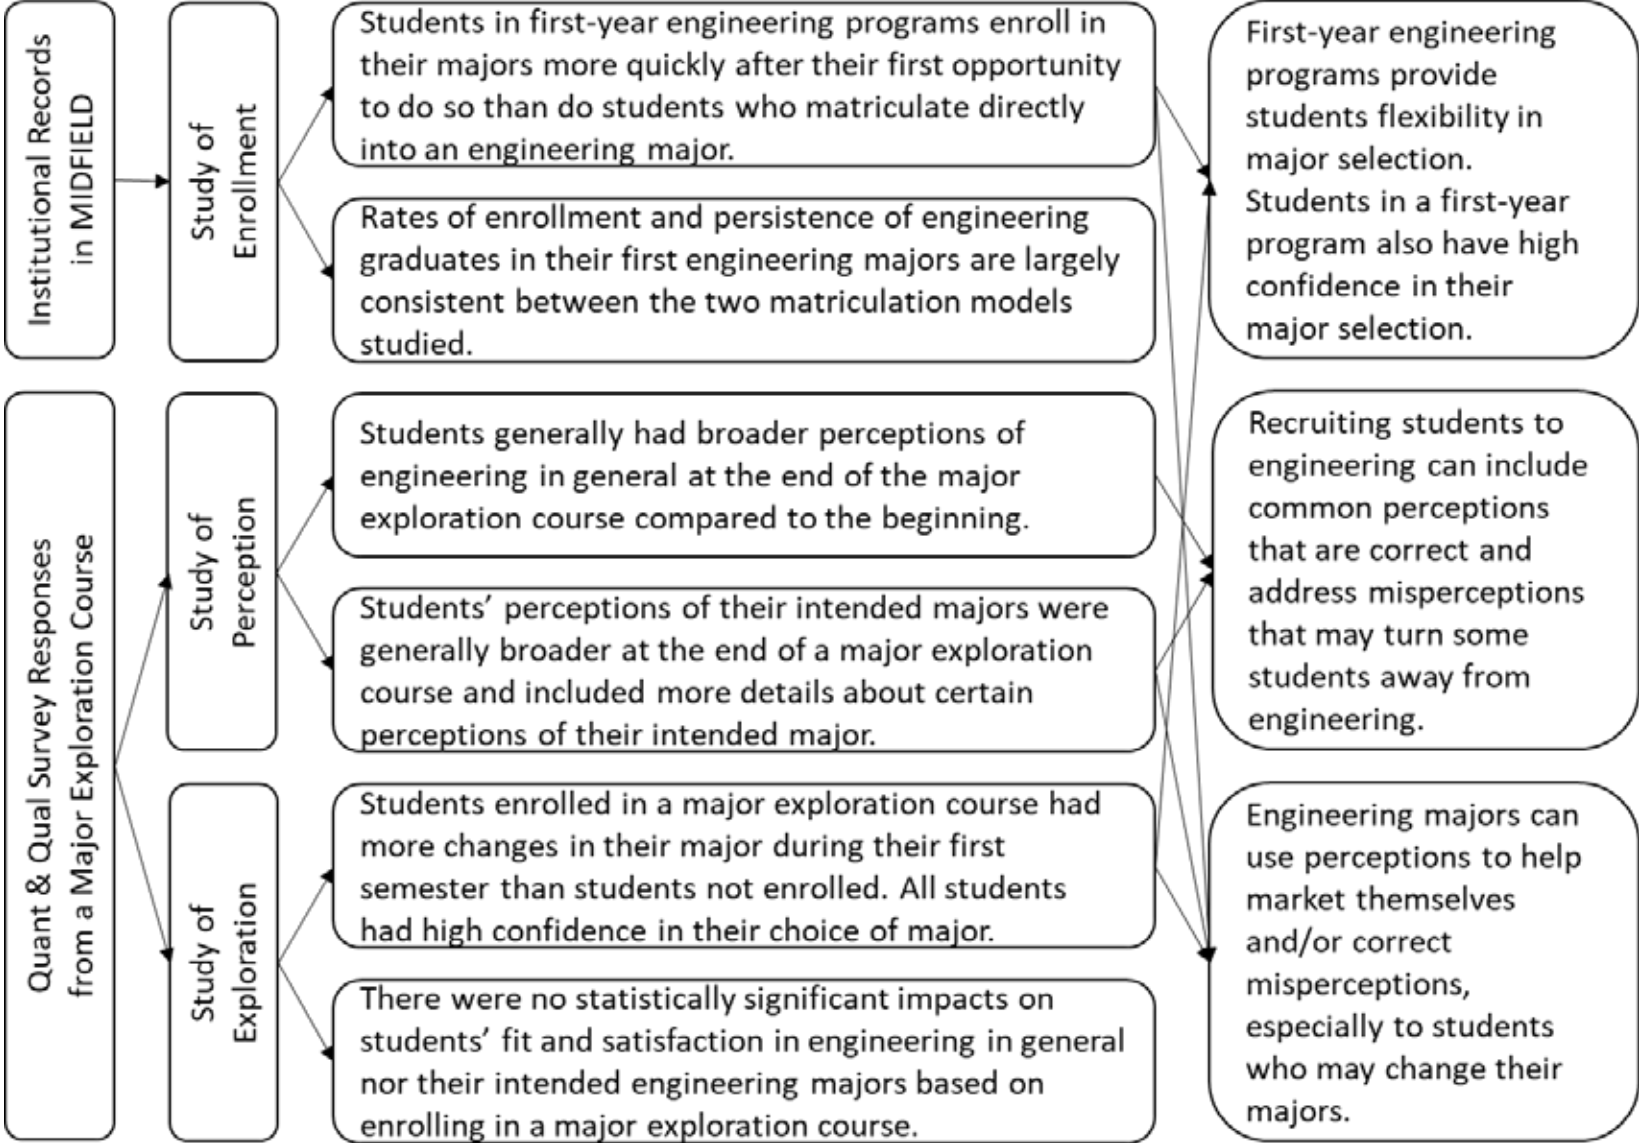 Institutional Records
in MIDFIELD
Study of
Enrollment
Students in first-year engineering programs enroll in
their majors more quickly after their first opportunity
to do so than do students who matriculate directly
into an engineering major.
Rates of enrollment and persistence of engineering
graduates in their first engineering majors are largely
consistent between the two matriculation models
studied.
First-year engineering
programs provide
students flexibility in
major selection.
Students in a first-year
program also have high
confidence in their
major selection.
Quant & Qual Survey Responses
from a Major Exploration Course
Study of
Perception
Students generally had broader perceptions of
engineering in general at the end of the major
exploration course compared to the beginning.
Students’ perceptions of their intended majors were
generally broader at the end of a major exploration
course and included more details about certain
perceptions of their intended major.
Recruiting students to
engineering can include
common perceptions
that are correct and
address misperceptions
that may turn some
students away from
engineering.
Study of
Exploration
Students enrolled in a major exploration course had
more changes in their major during their first
semester than students not enrolled. All students
had high confidence in their choice of major.
There were no statistically significant impacts on
students’ fit and satisfaction in engineering in general
nor their intended engineering majors based on
enrolling in a major exploration course.
Engineering majors can
use perceptions to help
market themselves
and/or correct
misperceptions,
especially to students
who may change their
majors.